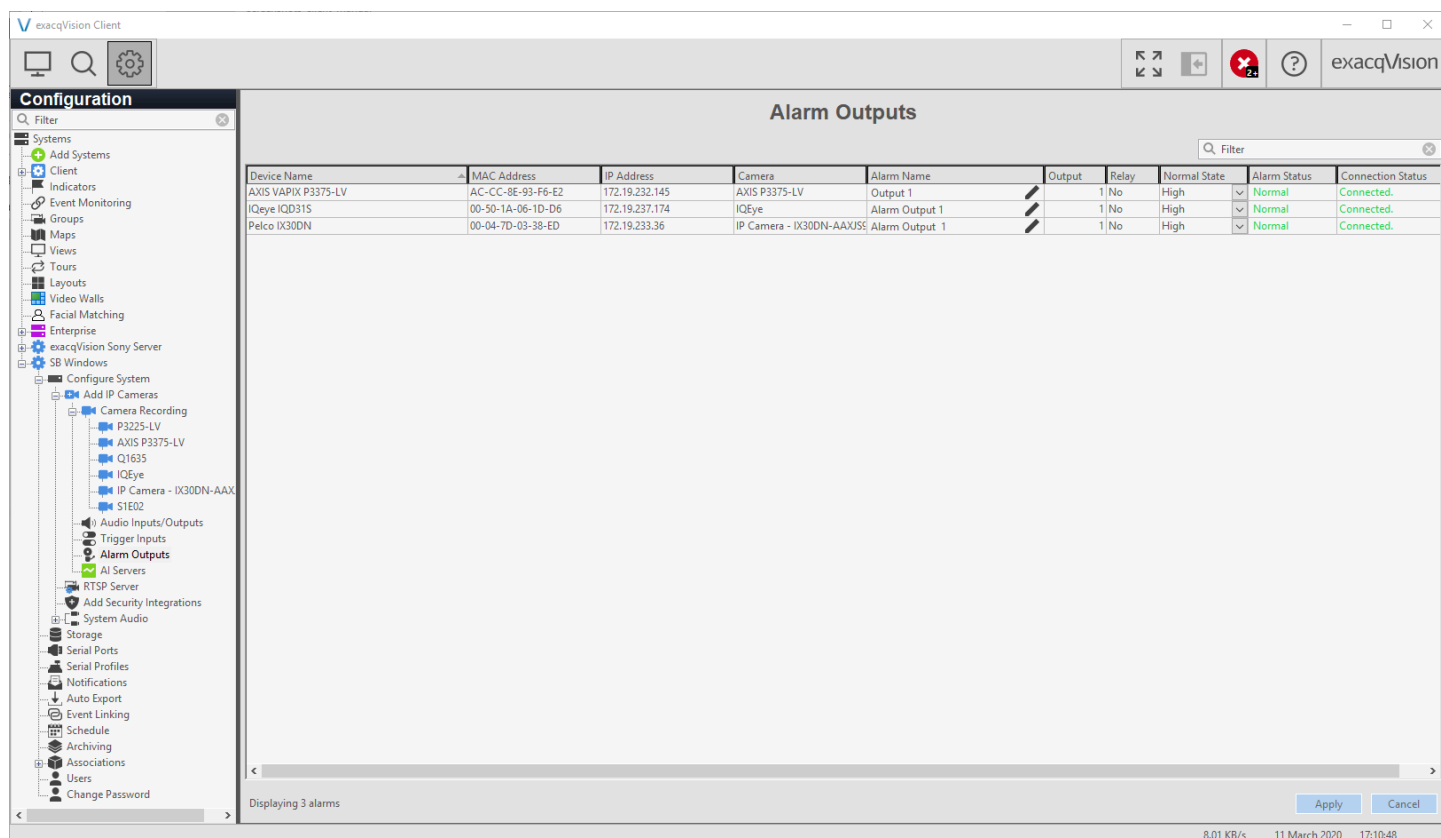 exacqVision Client
2+
?
exacqVision
Configuration
Filter
Systems
Add Systems
Client
Indicators
Event Monitoring
Groups
Maps
Views
Tours
Layouts
Video Walls
Facial Matching
Enterprise
exacqVision Sony Server
SB Windows
Configure System
Add IP Cameras
Camera Recording
P3225-LV
AXIS P3375-LV
Q1635
IQEye
IP Camera - IX30DN-AAX
S1E02
Audio Inputs/Outputs
Trigger Inputs
Alarm Outputs
AI Servers
RTSP Server
Add Security Integrations
System Audio
Storage
Serial Ports
Serial Profiles
Notifications
Auto Export
Event Linking
Schedule
Archiving
Associations
Users
Change Password
Alarm Outputs
Filter
Device Name MAC Address IP Address Camera Alarm Name Output Relay Normal State Alarm Status Connection Status
AXIS VAPIX P3375-LV AC-CC-8E-93-F6-E2 172.19.232.145 AXIS P3375-LV Output 1 1 No High Normal Connected.
IQeye IQD31S 00-50-1A-06-1D-D6 172.19.237.174 IQEye Alarm Output 1 1 No High Normal Connected.
Pelco IX30DN 00-04-7D-03-38-ED 172.19.233.36 IP Camera - IX30DN-AAXJS9 Alarm Output 1 1 No High Normal Connected.
Displaying 3 alarms
Apply Cancel
8.01 KB/s 11 March 2020 17:10:48